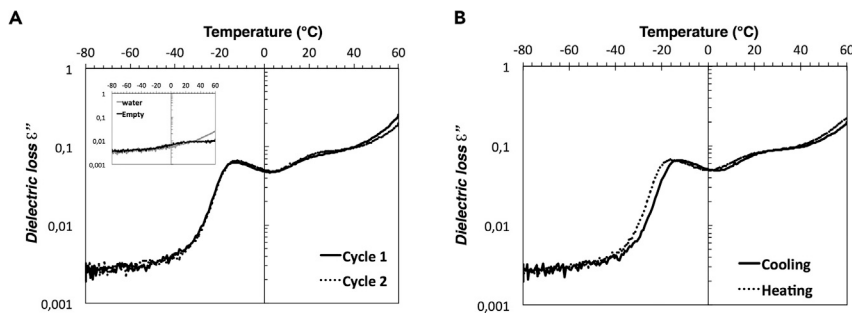 A
Temperature (°C)
-80 -60 -40 -20 0 20 40 60
1
0,1
0,01
0,001
Dielectric loss ε”
-80 -60 -40 -20 0 20 40 60
1
0,1
0,01
0,001
water
Empty
Cycle 1
Cycle 2
B
Temperature (°C)
-80 -60 -40 -20 0 20 40 60
1
0,1
0,01
0,001
Dielectric loss ε”
Cooling
Heating